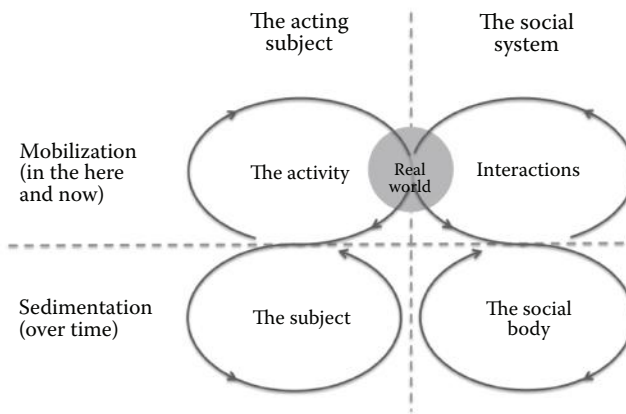 The acting
subject
The social
system
Mobilization
(in the here
and now)
The activity
Real
world
Interactions
Sedimentation
(over time)
The subject
The social
body